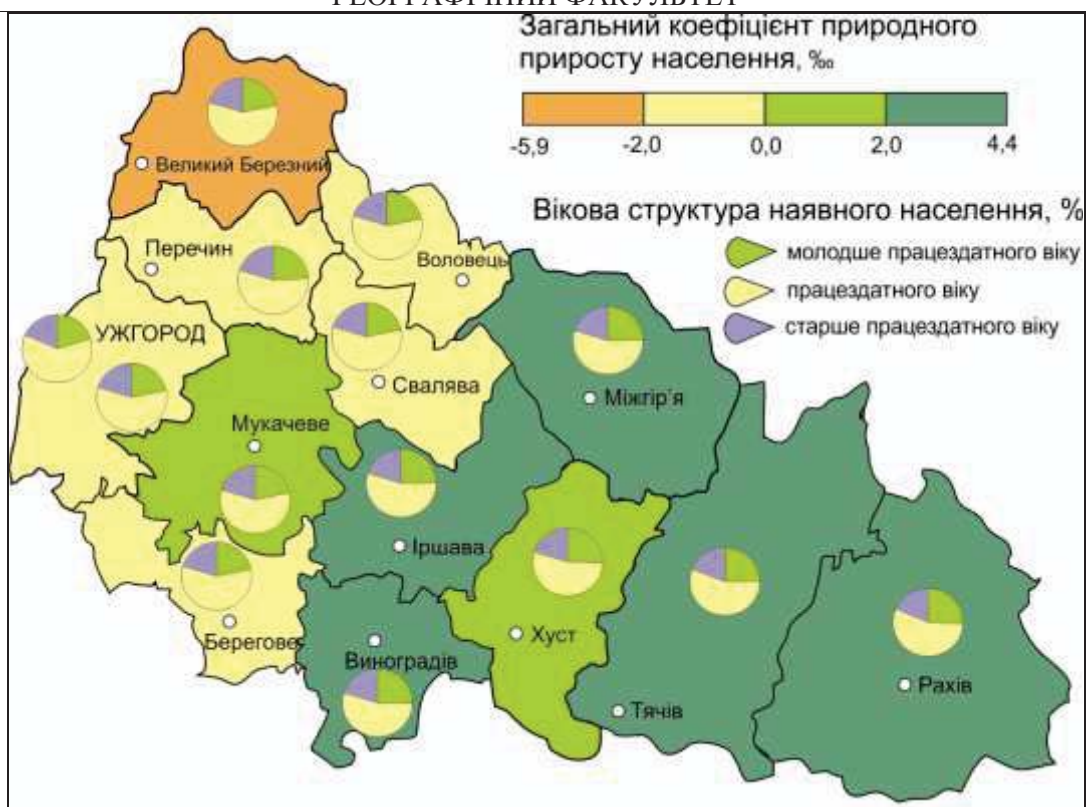 ГЕОГРАФІЧНИЙ ФАКУЛЬТЕТ
Загальний коефіцієнт природного
приросту населення, ‰
-5,9 -2,0 0,0 2,0 4,4
Вікова структура наявного населення, %
молодше працездатного віку
працездатного віку
старше працездатного віку
Великий Березний
Перечин
Воловець
УЖГОРОД
Свалява
Міжгір'я
Мукачеве
Іршава
Берегове
Виноградів
Хуст
Тячів
Рахів